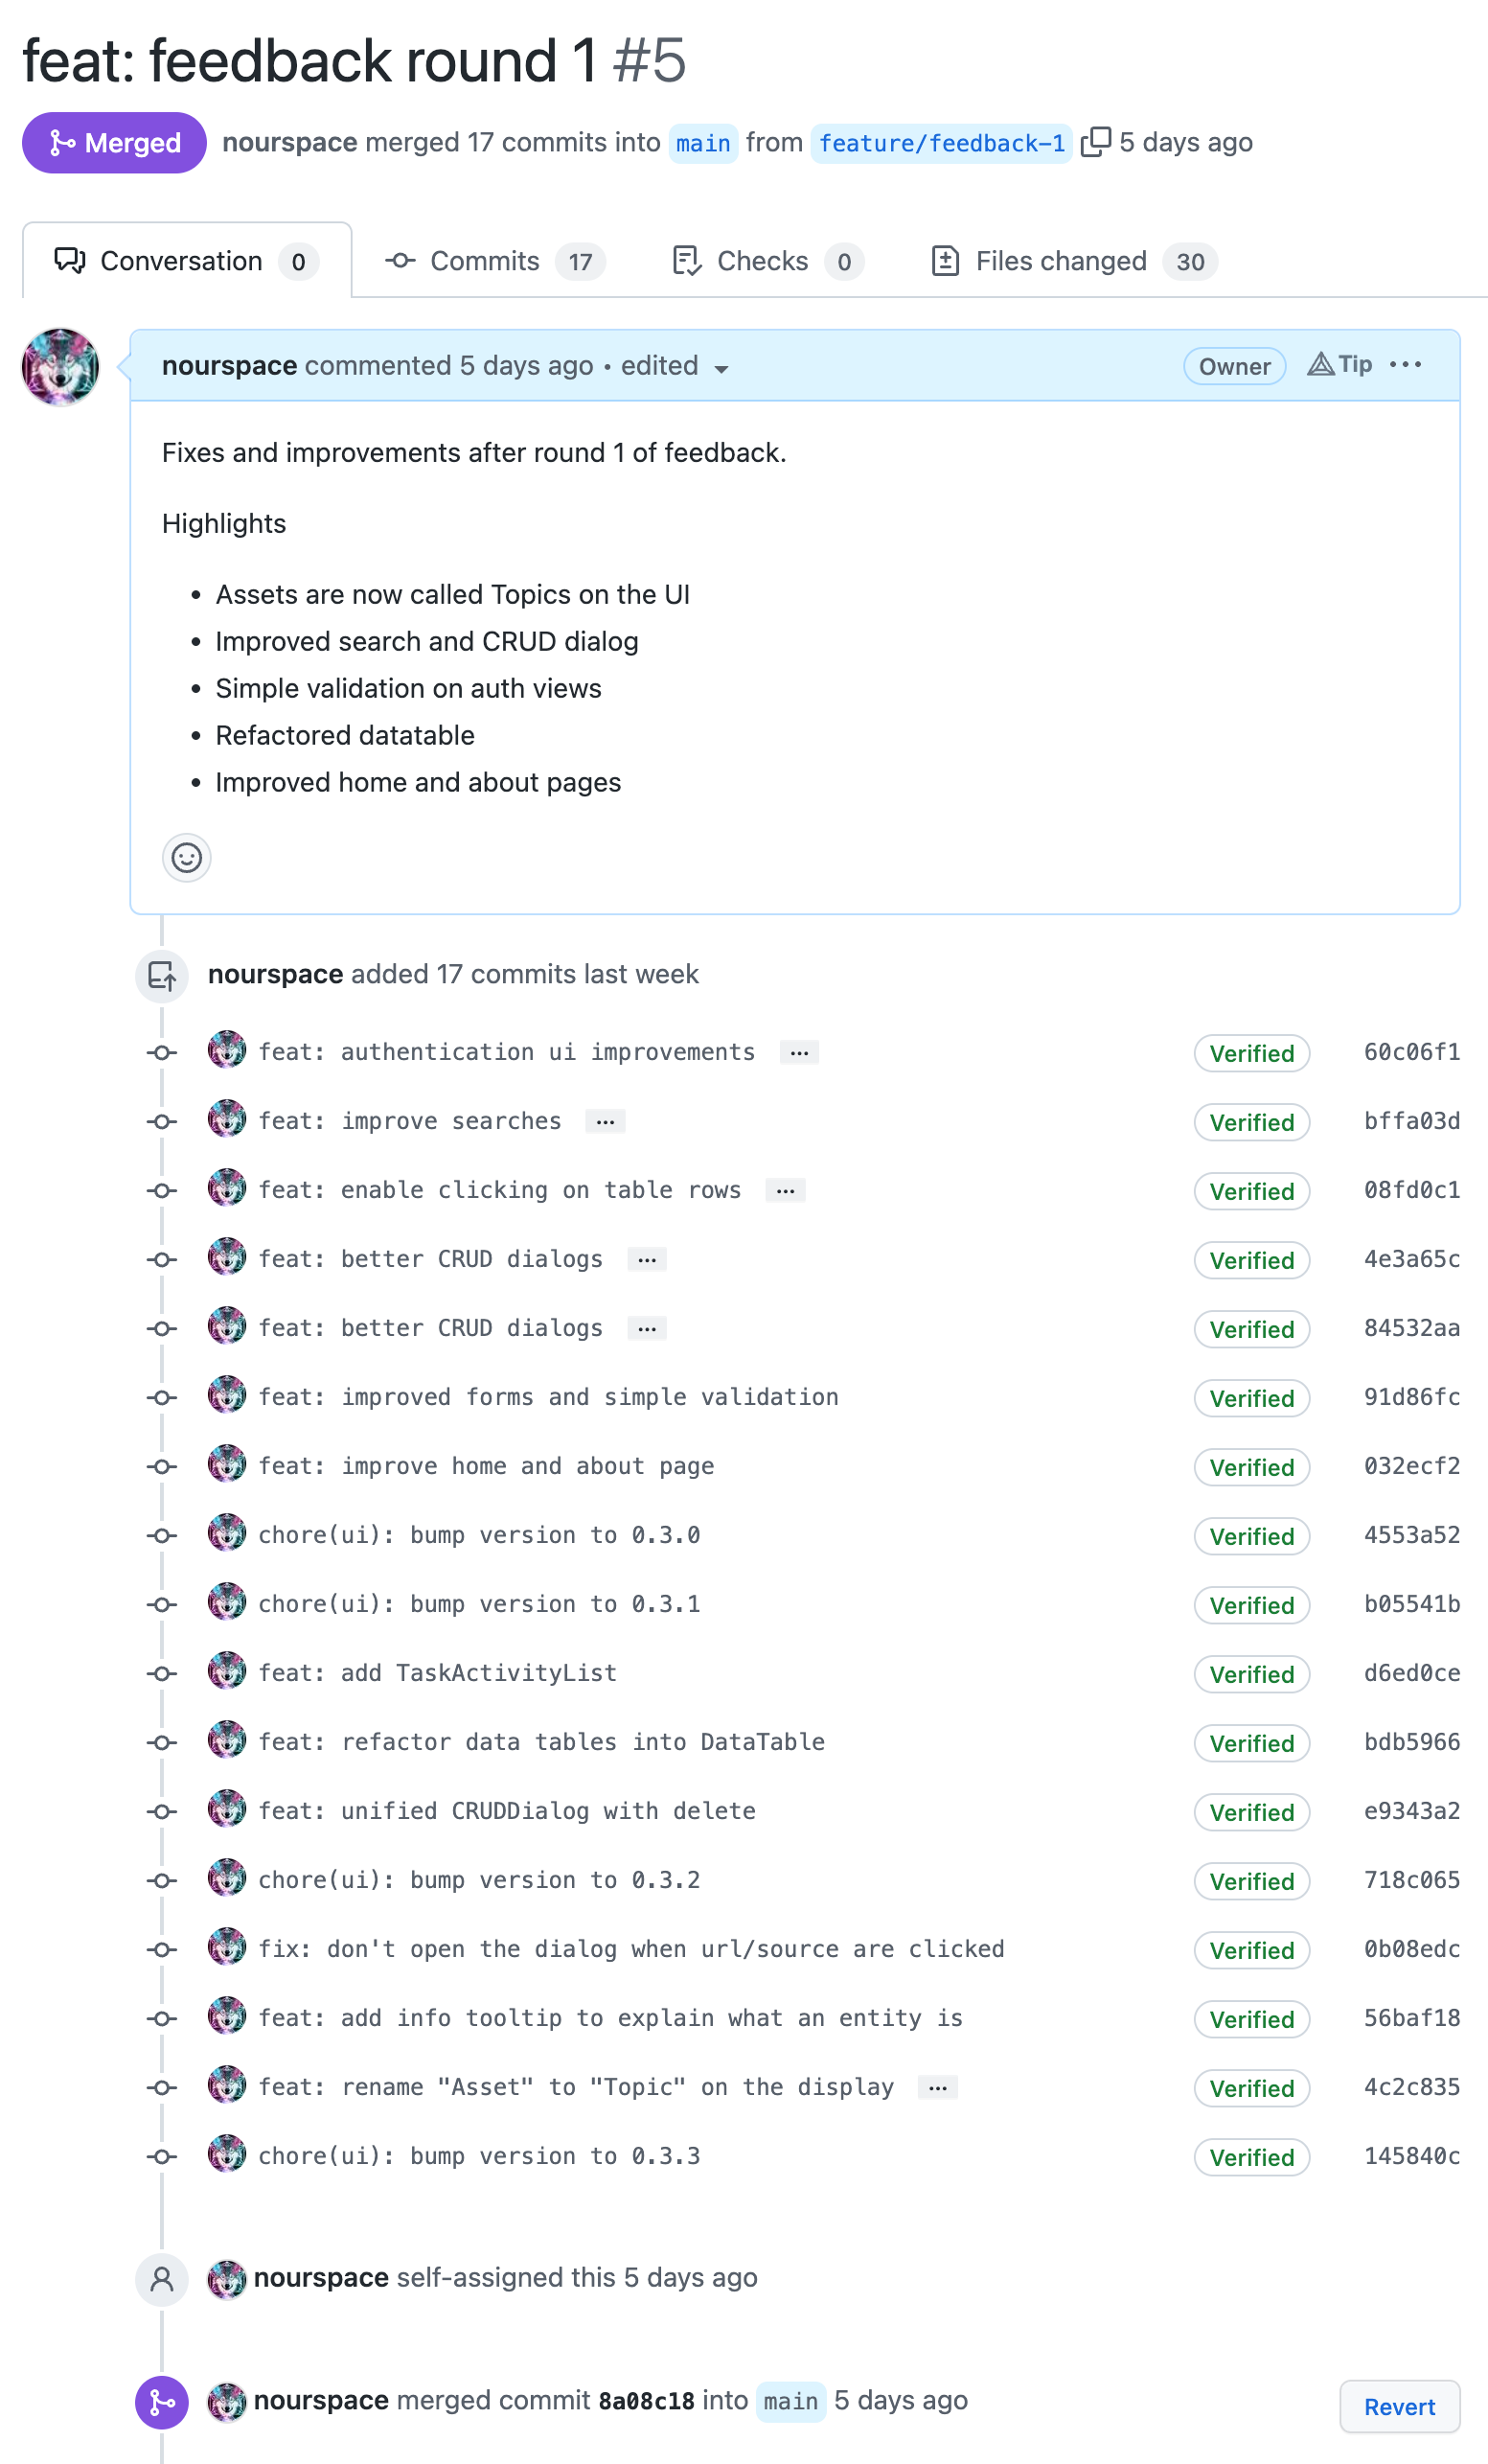 feat: feedback round 1 #5
Merged nourspace merged 17 commits into main from feature/feedback-1 5 days ago
Conversation 0 Commits 17 Checks 0 Files changed 30
nourspace commented 5 days ago • edited Owner Tip ...
Fixes and improvements after round 1 of feedback.
Highlights
• Assets are now called Topics on the UI
• Improved search and CRUD dialog
• Simple validation on auth views
• Refactored datatable
• Improved home and about pages
nourspace added 17 commits last week
feat: authentication ui improvements ... Verified 60c06f1
feat: improve searches ... Verified bffa03d
feat: enable clicking on table rows ... Verified 08fd0c1
feat: better CRUD dialogs ... Verified 4e3a65c
feat: better CRUD dialogs ... Verified 84532aa
feat: improved forms and simple validation Verified 91d86fc
feat: improve home and about page Verified 032ecf2
chore(ui): bump version to 0.3.0 Verified 4553a52
chore(ui): bump version to 0.3.1 Verified b05541b
feat: add TaskActivityList Verified d6ed0ce
feat: refactor data tables into DataTable Verified bdb5966
feat: unified CRUDDialog with delete Verified e9343a2
chore(ui): bump version to 0.3.2 Verified 718c065
fix: don't open the dialog when url/source are clicked Verified 0b08edc
feat: add info tooltip to explain what an entity is Verified 56baf18
feat: rename "Asset" to "Topic" on the display ... Verified 4c2c835
chore(ui): bump version to 0.3.3 Verified 145840c
nourspace self-assigned this 5 days ago
nourspace merged commit 8a08c18 into main 5 days ago Revert